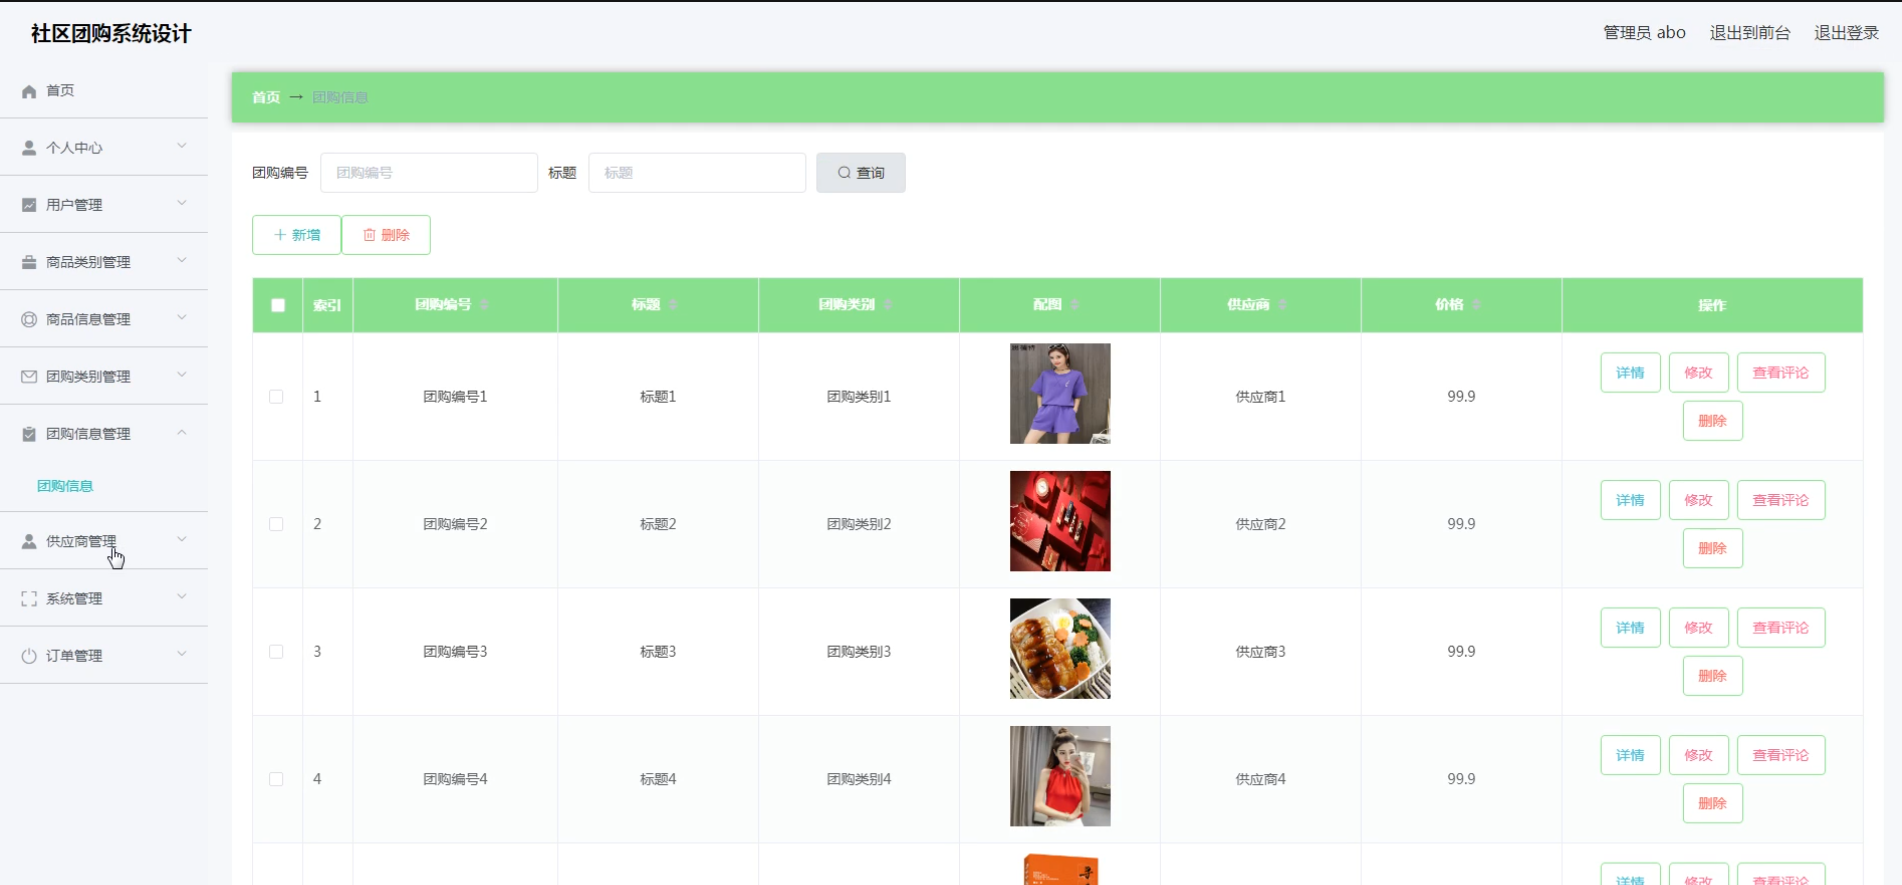 社区团购系统设计
管理员 abo 退出到前台 退出登录
首页
个人中心
用户管理
商品类别管理
商品信息管理
团购类别管理
团购信息管理
团购信息
供应商管理
系统管理
订单管理
首页 → 团购信息
团购编号 团购编号 标题 标题 查询
+ 新增 删除
索引 团购编号 标题 团购类别 配图 供应商 价格 操作
1 团购编号1 标题1 团购类别1 供应商1 99.9 详情 修改 查看评论
删除
2 团购编号2 标题2 团购类别2 供应商2 99.9 详情 修改 查看评论
删除
3 团购编号3 标题3 团购类别3 供应商3 99.9 详情 修改 查看评论
删除
4 团购编号4 标题4 团购类别4 供应商4 99.9 详情 修改 查看评论
删除
详情 修改 查看评论